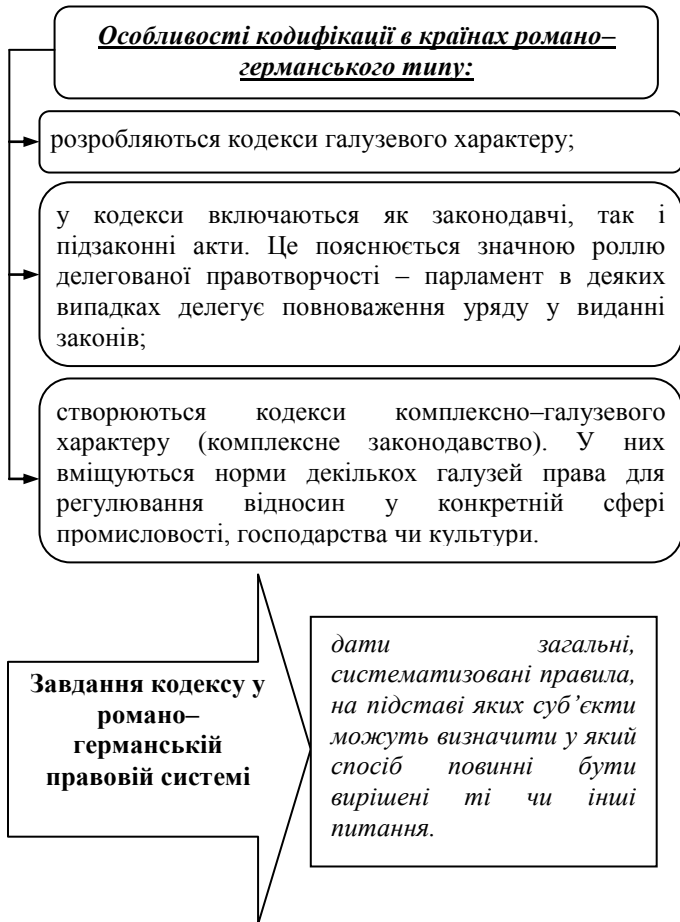 Особливості кодифікації в країнах романо–
германського типу:
розробляються кодекси галузевого характеру;
у кодекси включаються як законодавчі, так і
підзаконні акти. Це пояснюється значною роллю
делегованої правотворчості – парламент в деяких
випадках делегує повноваження уряду у виданні
законів;
створюються кодекси комплексно–галузевого
характеру (комплексне законодавство). У них
вміщуються норми декількох галузей права для
регулювання відносин у конкретній сфері
промисловості, господарства чи культури.
Завдання кодексу у
романо–
германській
правовій системі
дати загальні,
систематизовані правила,
на підставі яких суб’єкти
можуть визначити у який
спосіб повинні бути
вирішені ті чи інші
питання.